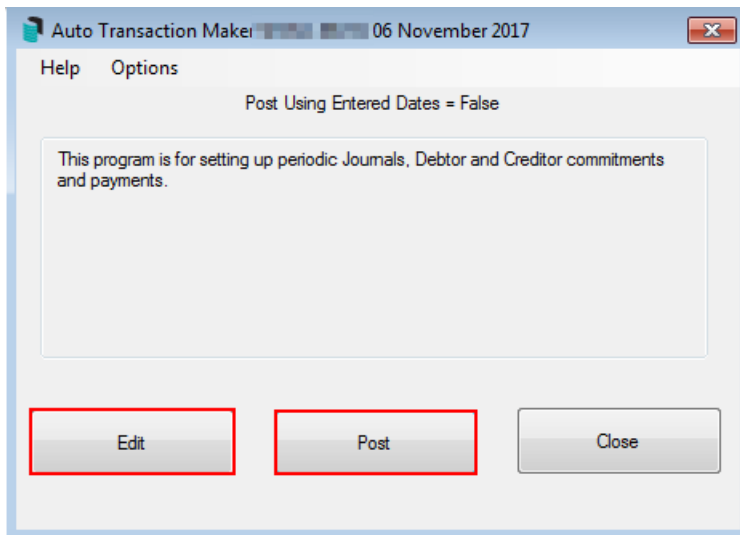 Auto Transaction Maker 06 November 2017
Help Options
Post Using Entered Dates = False
This program is for setting up periodic Journals, Debtor and Creditor commitments
and payments.
Edit Post Close